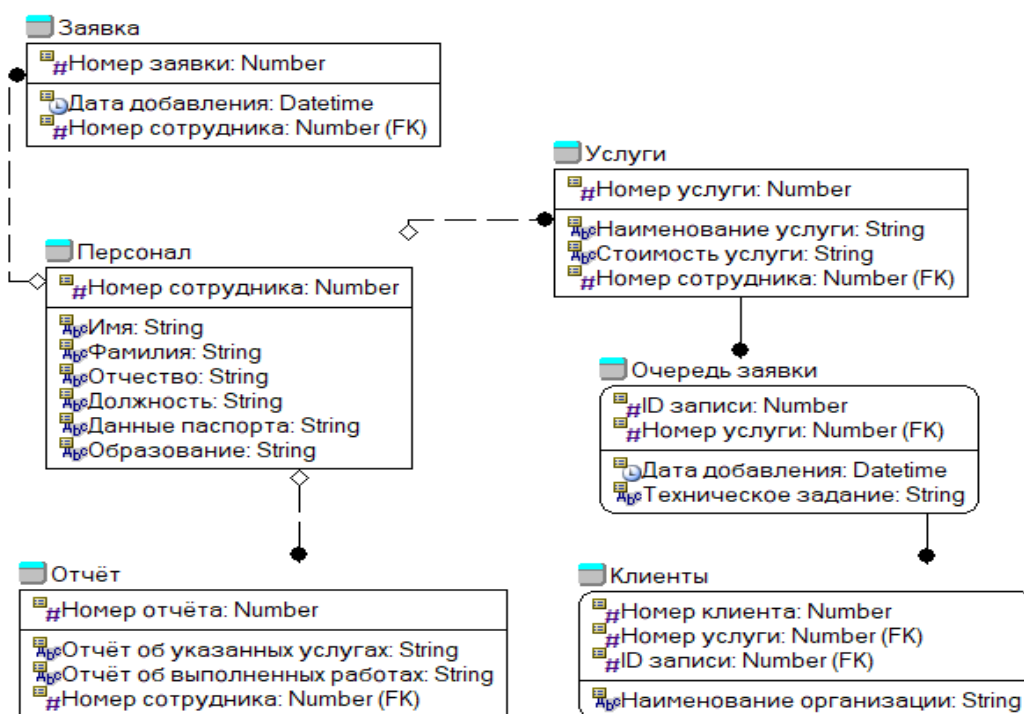 Заявка
#Номер заявки: Number
Дата добавления: Datetime
#Номер сотрудника: Number (FK)
Услуги
#Номер услуги: Number
Наименование услуги: String
Стоимость услуги: String
#Номер сотрудника: Number (FK)
Персонал
#Номер сотрудника: Number
Имя: String
Фамилия: String
Отчество: String
Должность: String
Данные паспорта: String
Образование: String
Очередь заявки
#ID записи: Number
#Номер услуги: Number (FK)
Дата добавления: Datetime
Техническое задание: String
Отчёт
#Номер отчёта: Number
Отчёт об указанных услугах: String
Отчёт об выполненных работах: String
#Номер сотрудника: Number (FK)
Клиенты
#Номер клиента: Number
#Номер услуги: Number (FK)
#ID записи: Number (FK)
Наименование организации: String